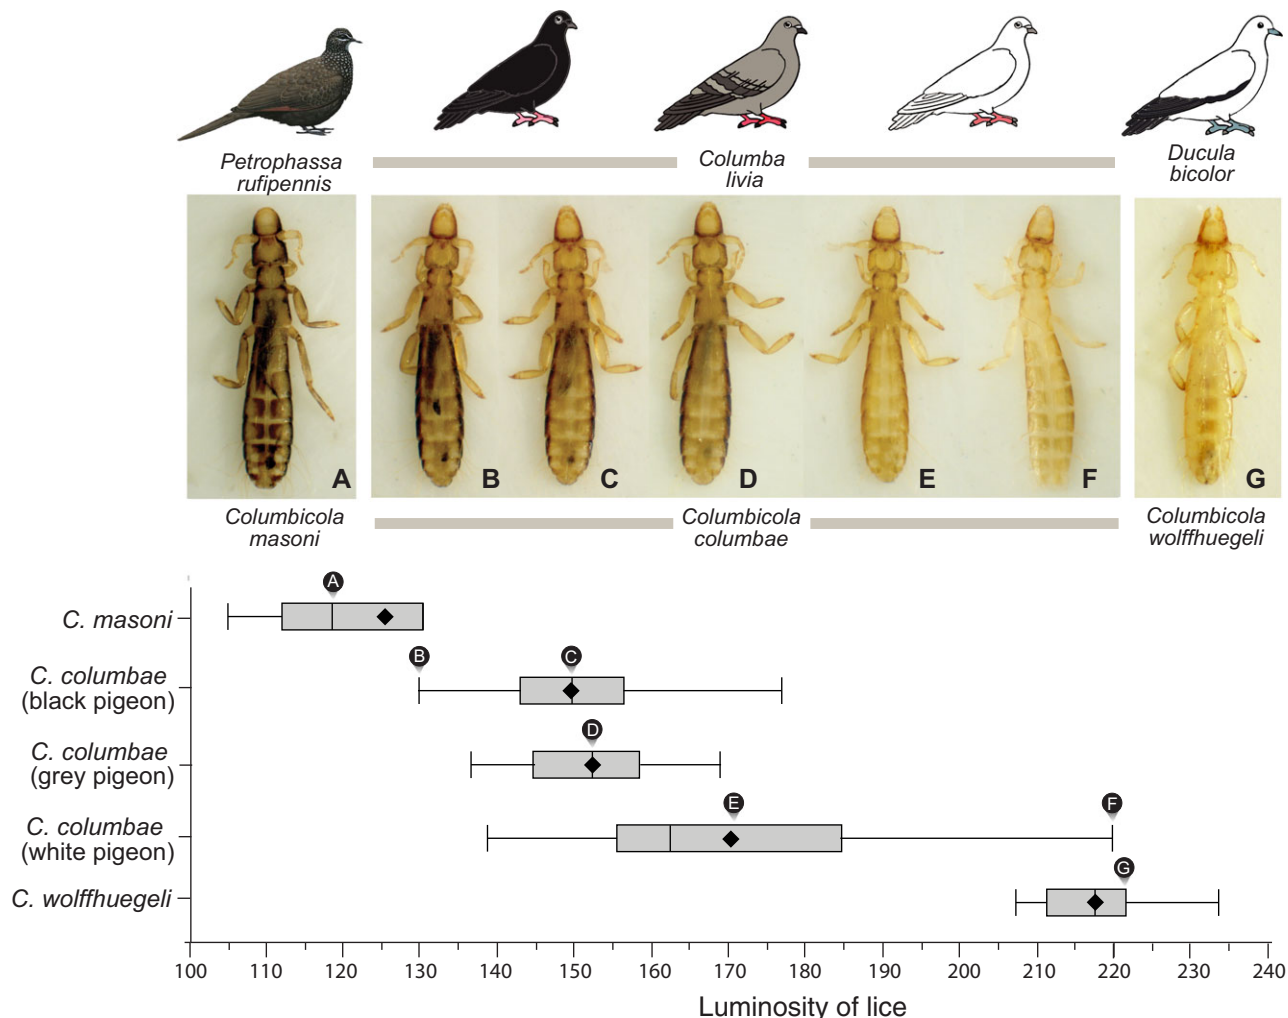 Petrophassa
rufipennis
Columba
livia
Ducula
bicolor
A
B
C
D
E
F
G
Columbicola
masoni
Columbicola
columbae
Columbicola
wolffhuegeli
A
C. masoni
B
C
C. columbae
(black pigeon)
D
C. columbae
(grey pigeon)
E
F
C. columbae
(white pigeon)
G
C. wolffhuegeli
100 110 120 130 140 150 160 170 180 190 200 210 220 230 240
Luminosity of lice